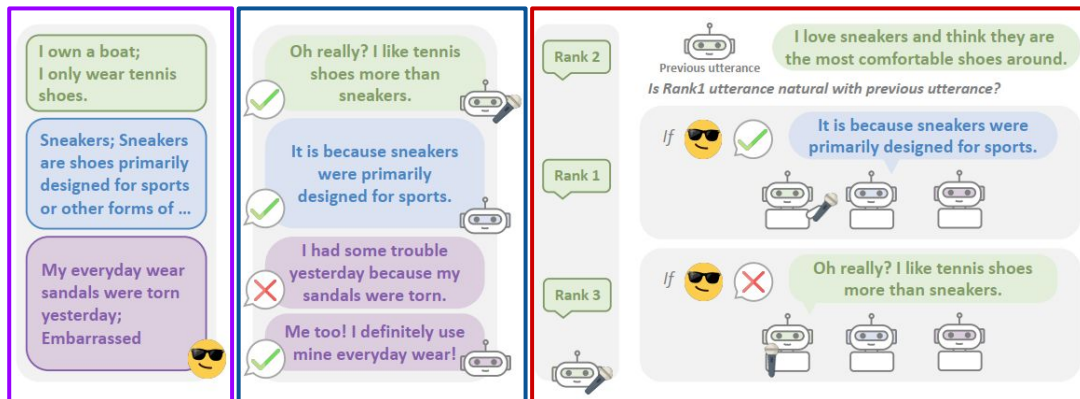 I own a boat;
I only wear tennis
shoes.
Sneakers; Sneakers
are shoes primarily
designed for sports
or other forms of ...
My everyday wear
sandals were torn
yesterday;
Embarrassed
Oh really? I like tennis
shoes more than
sneakers.
It is because sneakers
were primarily
designed for sports.
I had some trouble
yesterday because my
sandals were torn.
Me too! I definitely use
mine everyday wear!
Rank 2
Rank 1
Rank 3
Previous utterance
I love sneakers and think they are
the most comfortable shoes around.
Is Rank1 utterance natural with previous utterance?
If
It is because sneakers were
primarily designed for sports.
If
Oh really? I like tennis shoes
more than sneakers.